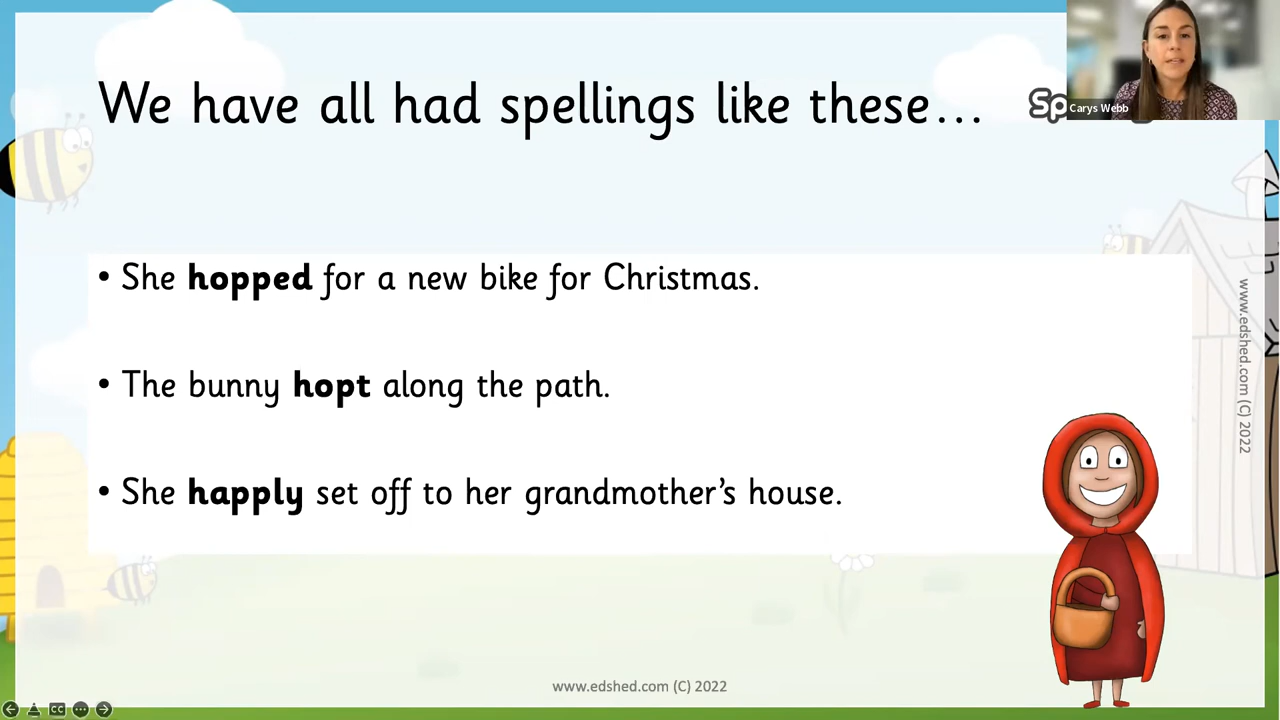 We have all had spellings like these...
Sp
Carys Webb
• She hopped for a new bike for Christmas.
• The bunny hopt along the path.
• She happly set off to her grandmother's house.
www.edshed.com (C) 2022
www.edshed.com (C) 2022
CC